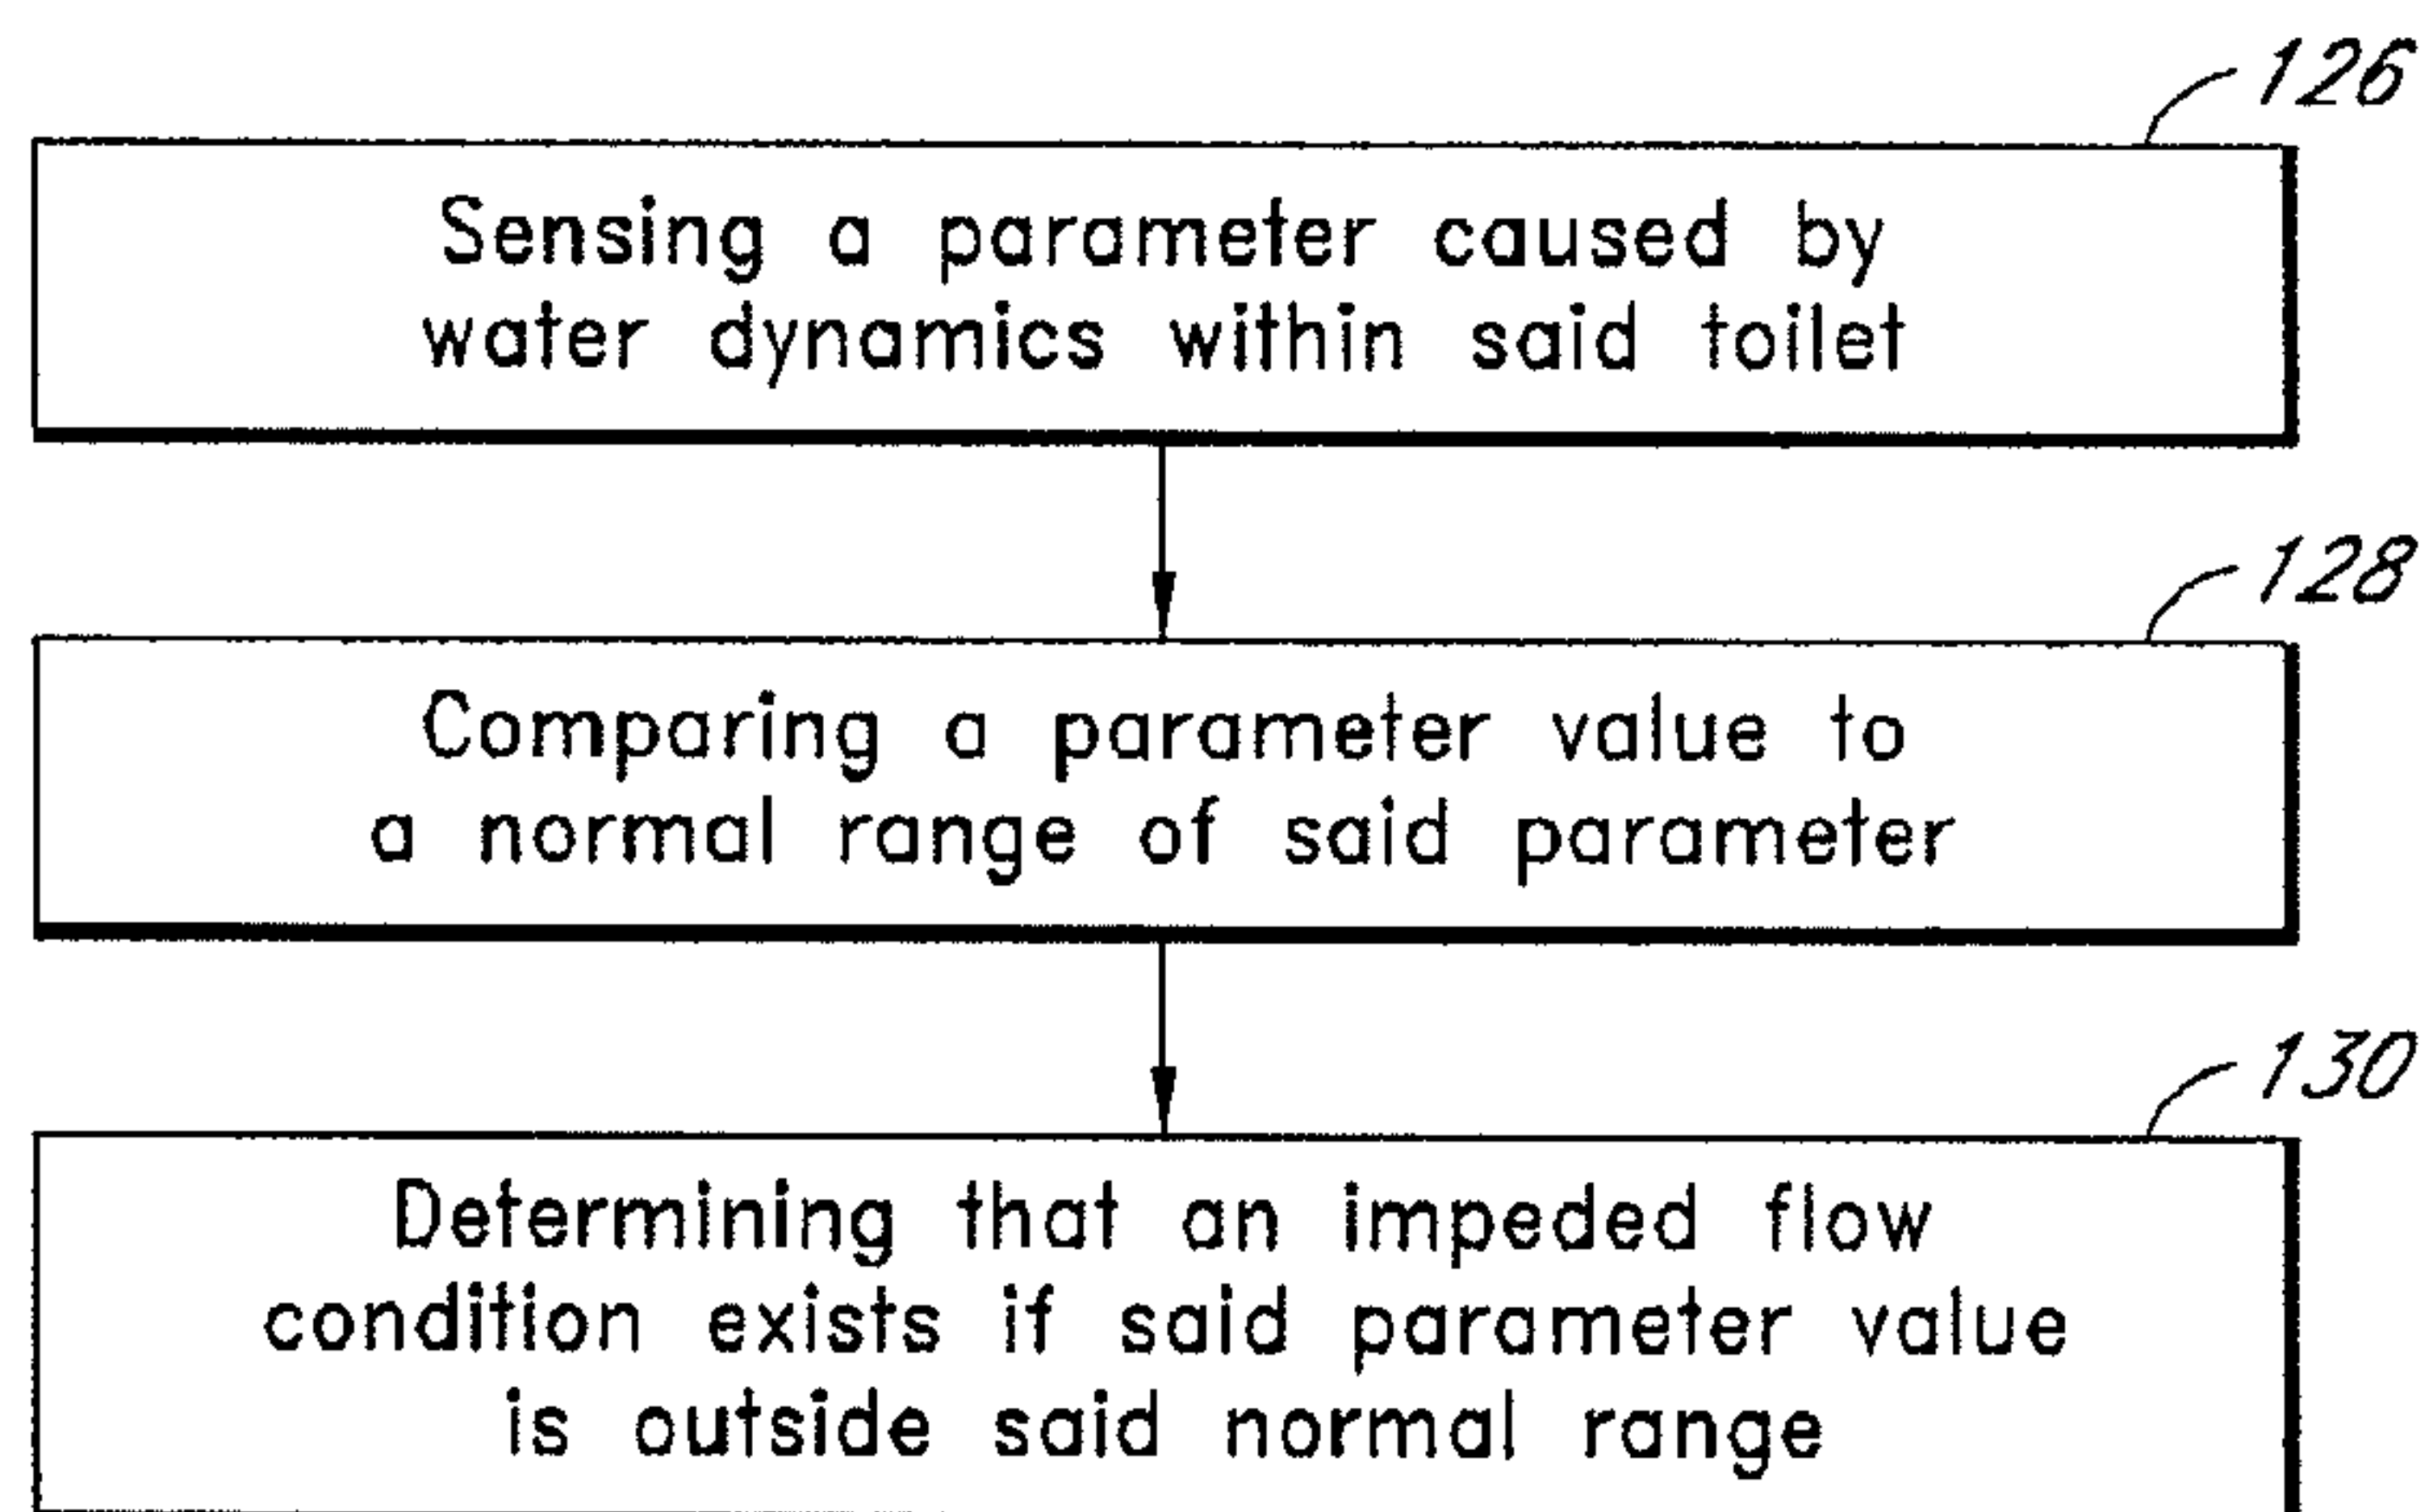 126
Sensing a parameter caused by
water dynamics within said toilet
128
Comparing a parameter value to
a normal range of said parameter
130
Determining that an impeded flow
condition exists if said parameter value
is outside said normal range